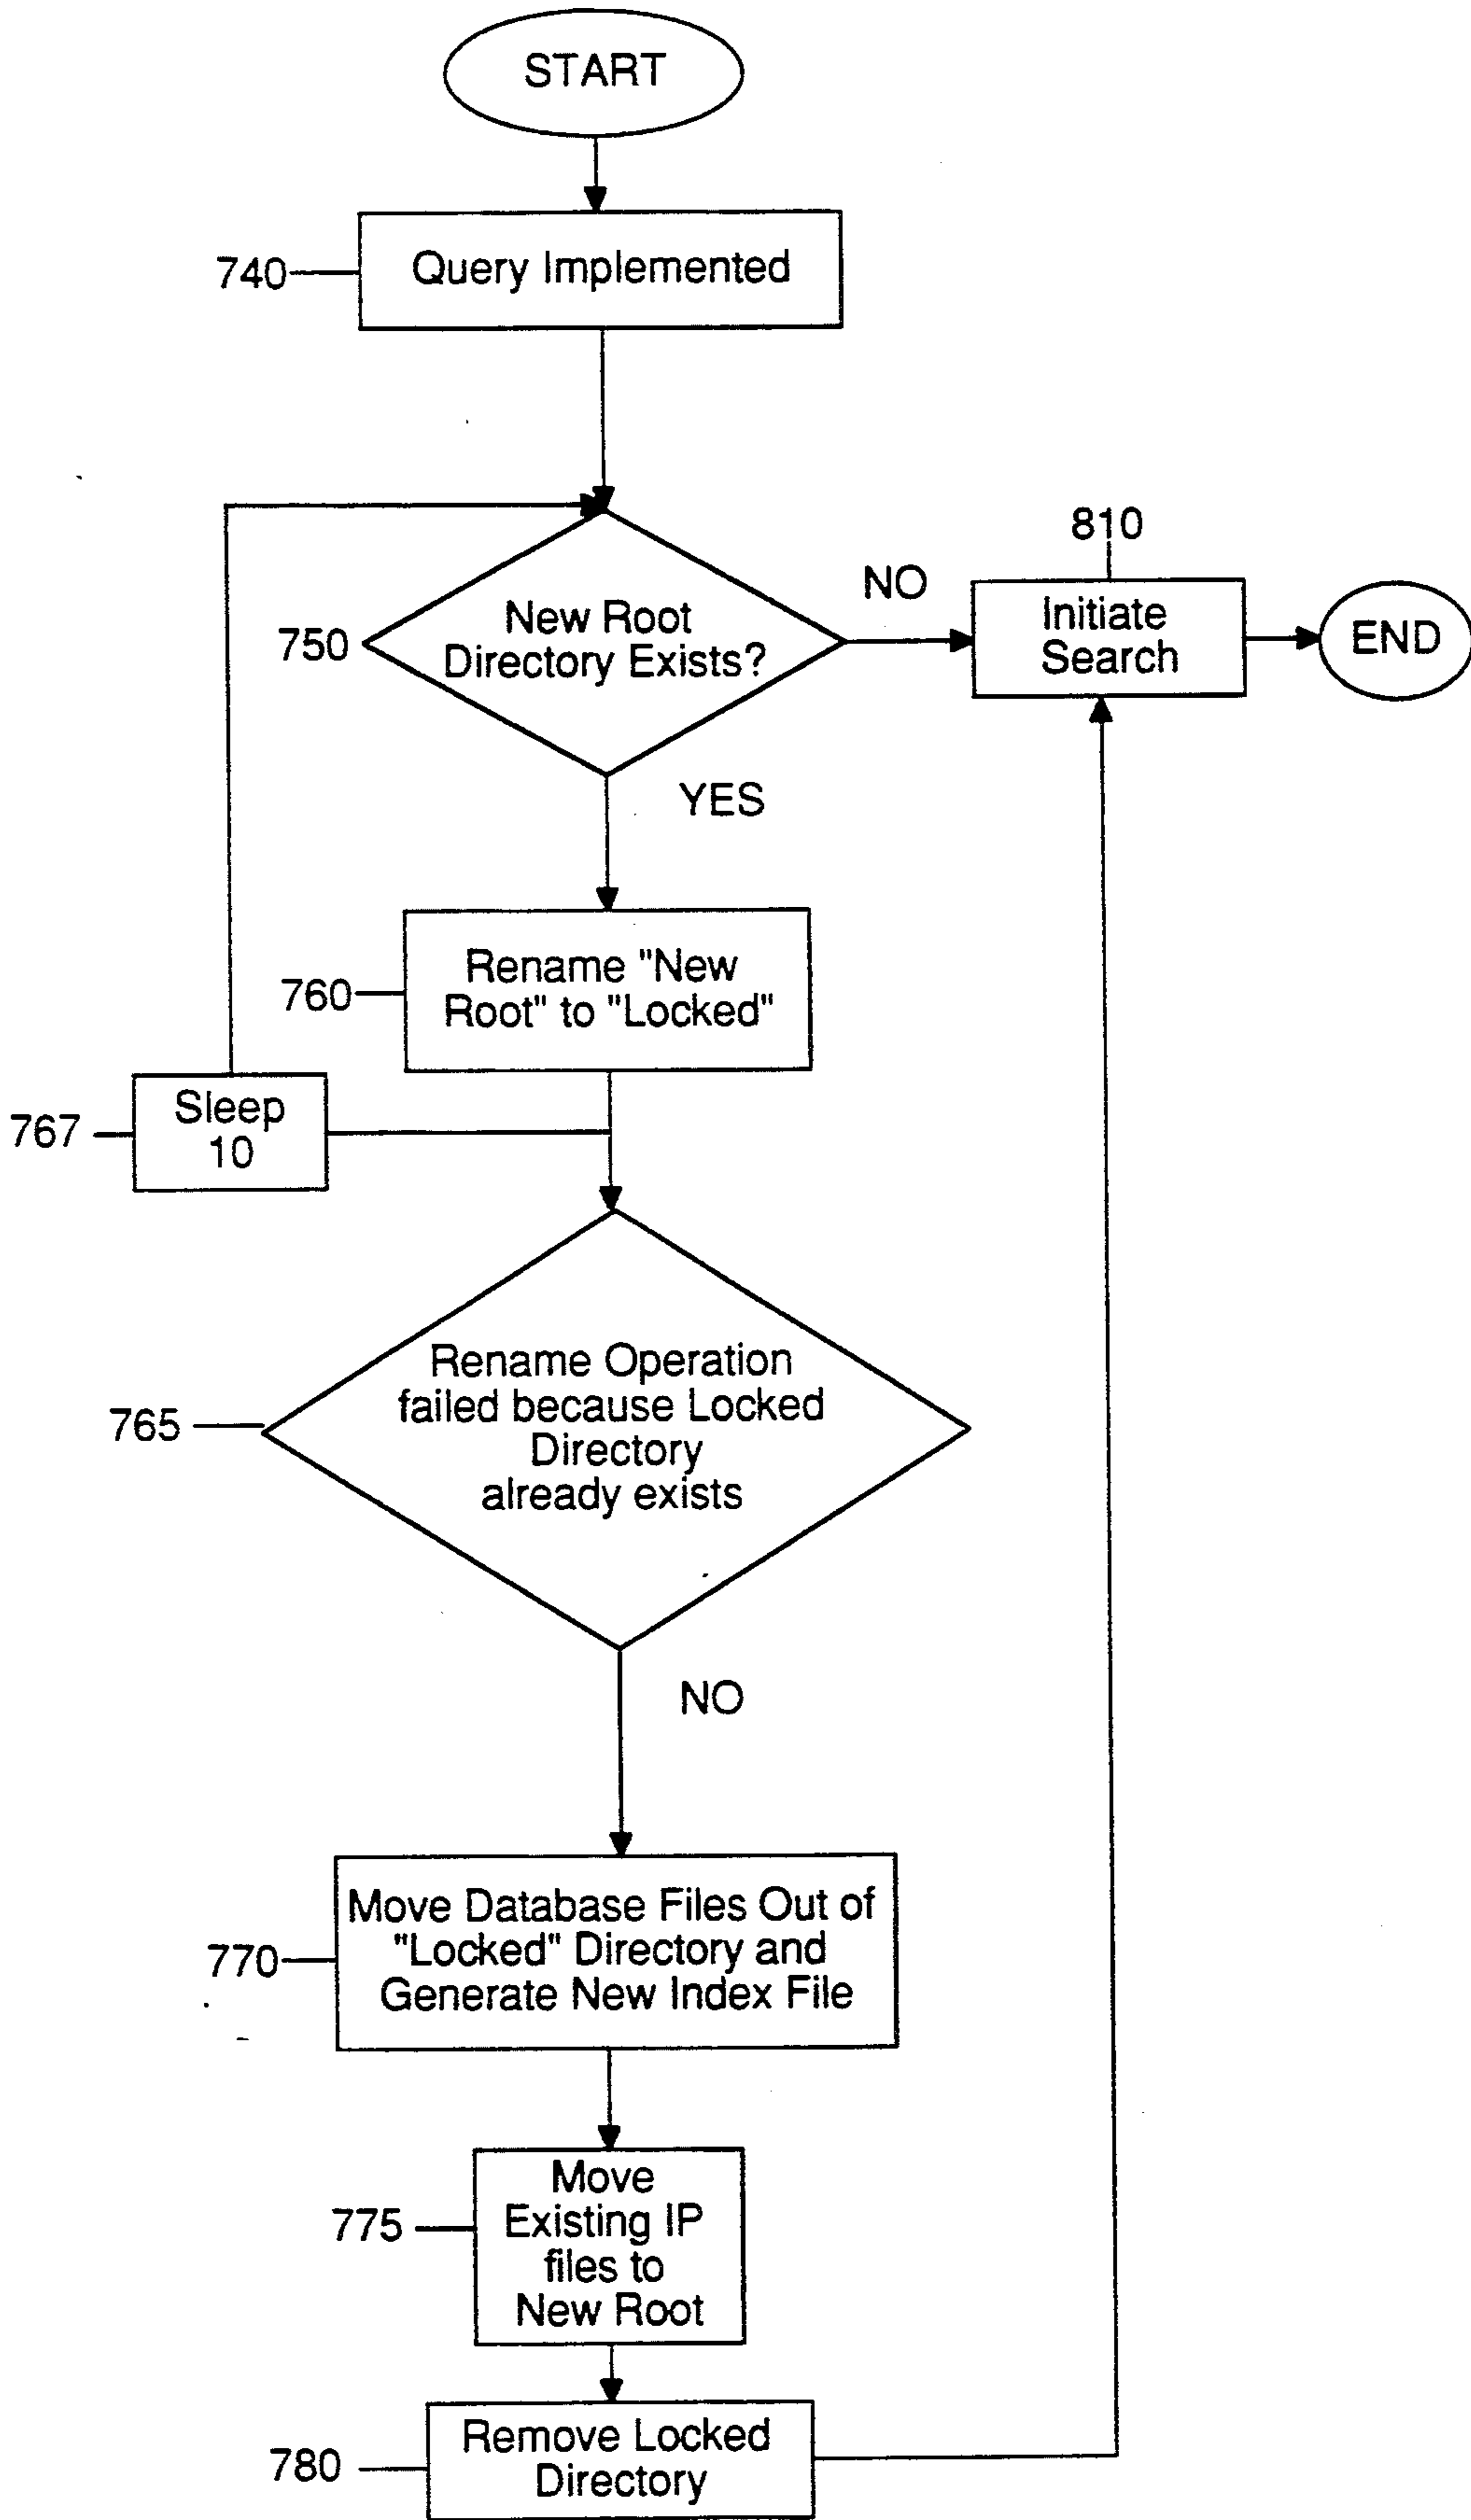 START
740
Query Implemented
810
NO
Initiate
Search
END
750
New Root
Directory Exists?
YES
760
Rename "New
Root" to "Locked"
767
Sleep
10
765
Rename Operation
failed because Locked
Directory
already exists
NO
770
Move Database Files Out of
"Locked" Directory and
Generate New Index File
775
Move
Existing IP
files to
New Root
780
Remove Locked
Directory